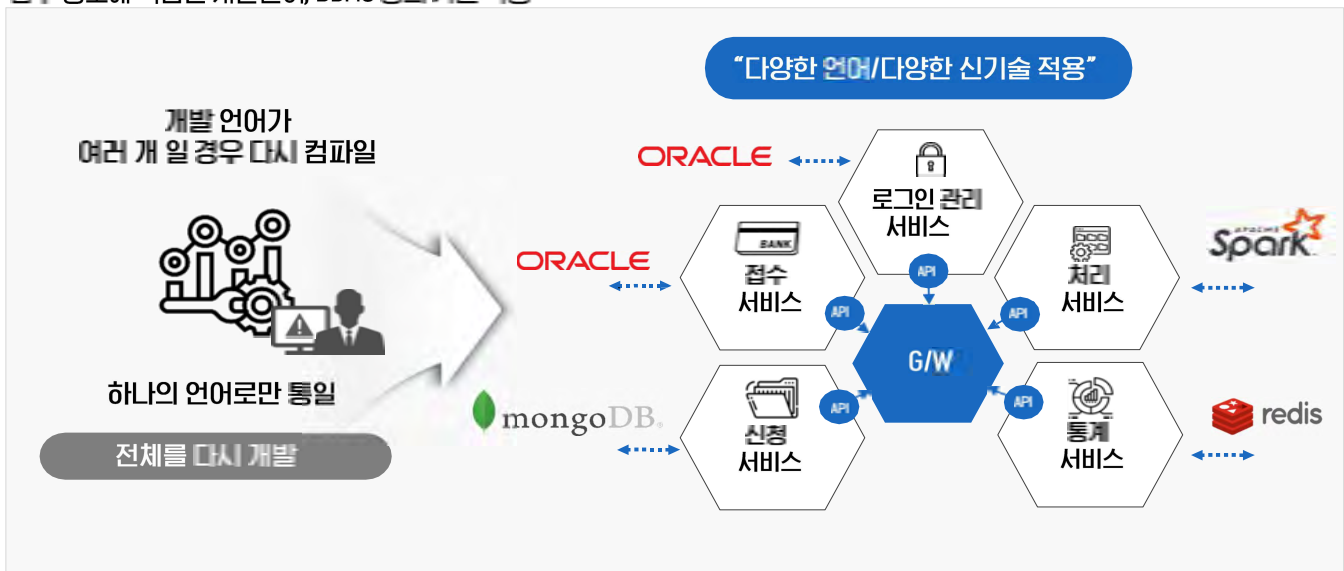 “다양한 언어/다양한 신기술 적용”
개발 언어가
여러 개 일 경우 다시 컴파일
하나의 언어로만 통일
전체를 다시 개발
ORACLE
로그인 관리
서비스
API
ORACLE
BANK
접수
서비스
API
처리
서비스
API
APACHE
Spark
G/W
mongoDB
신청
서비스
API
통계
서비스
API
redis